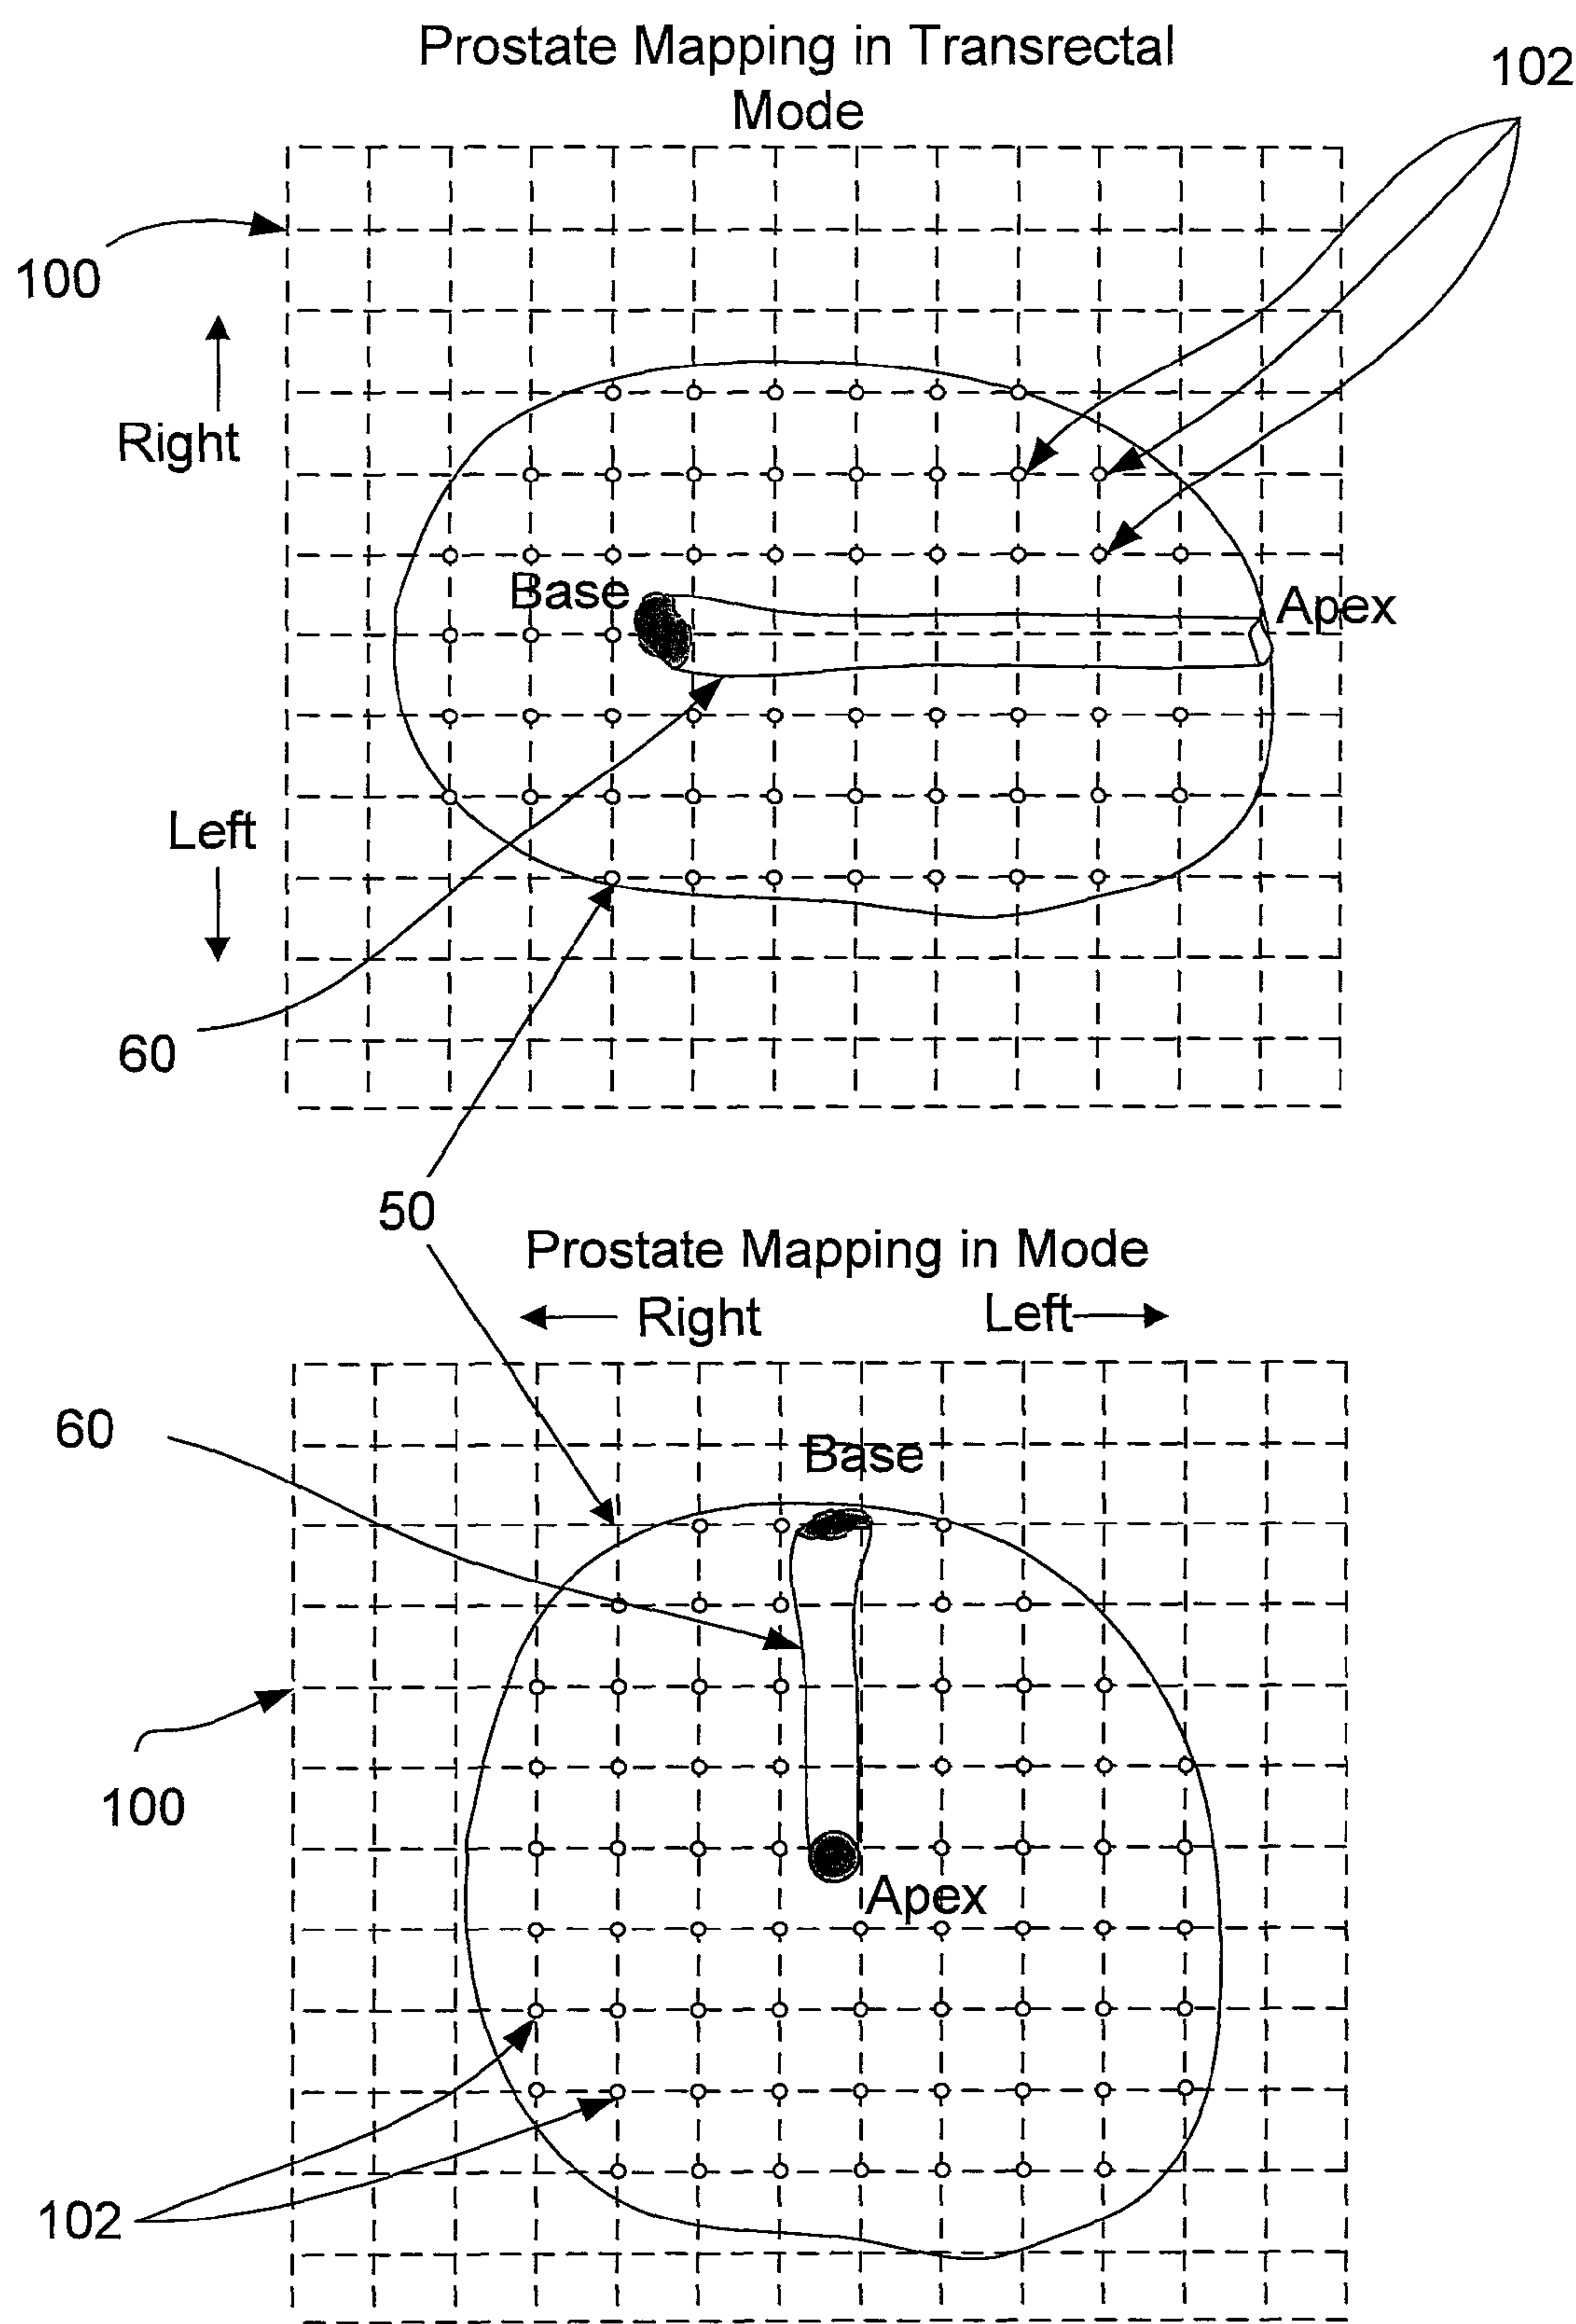 Prostate Mapping in Transrectal
Mode
102
100
Right
Base
Apex
Left
60
50
Prostate Mapping in Mode
Right
Left
60
Base
100
Apex
102